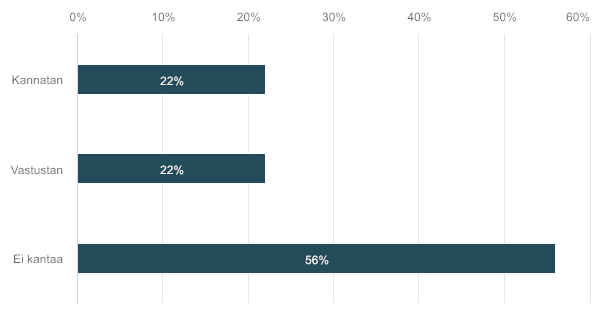 0% 10% 20% 30% 40% 50% 60%
Kannatan 22%
Vastustan 22%
Ei kantaa 56%